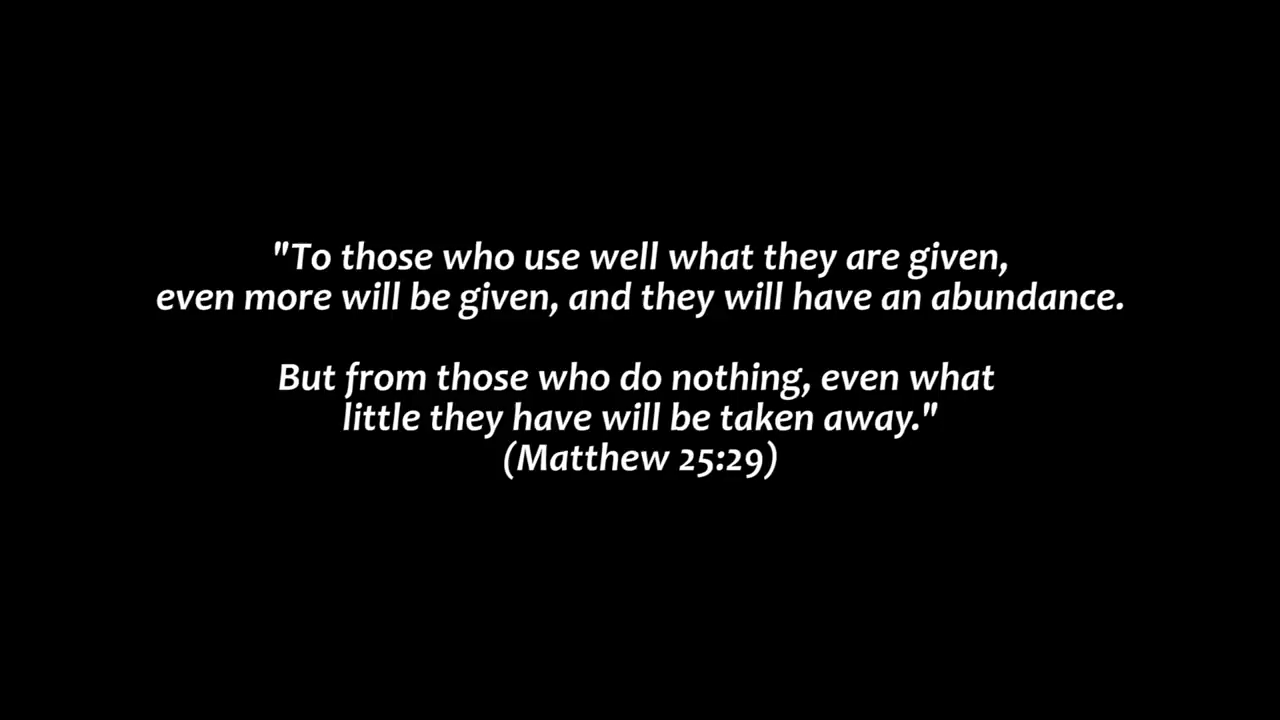 "To those who use well what they are given,
even more will be given, and they will have an abundance.
But from those who do nothing, even what
little they have will be taken away."
(Matthew 25:29)